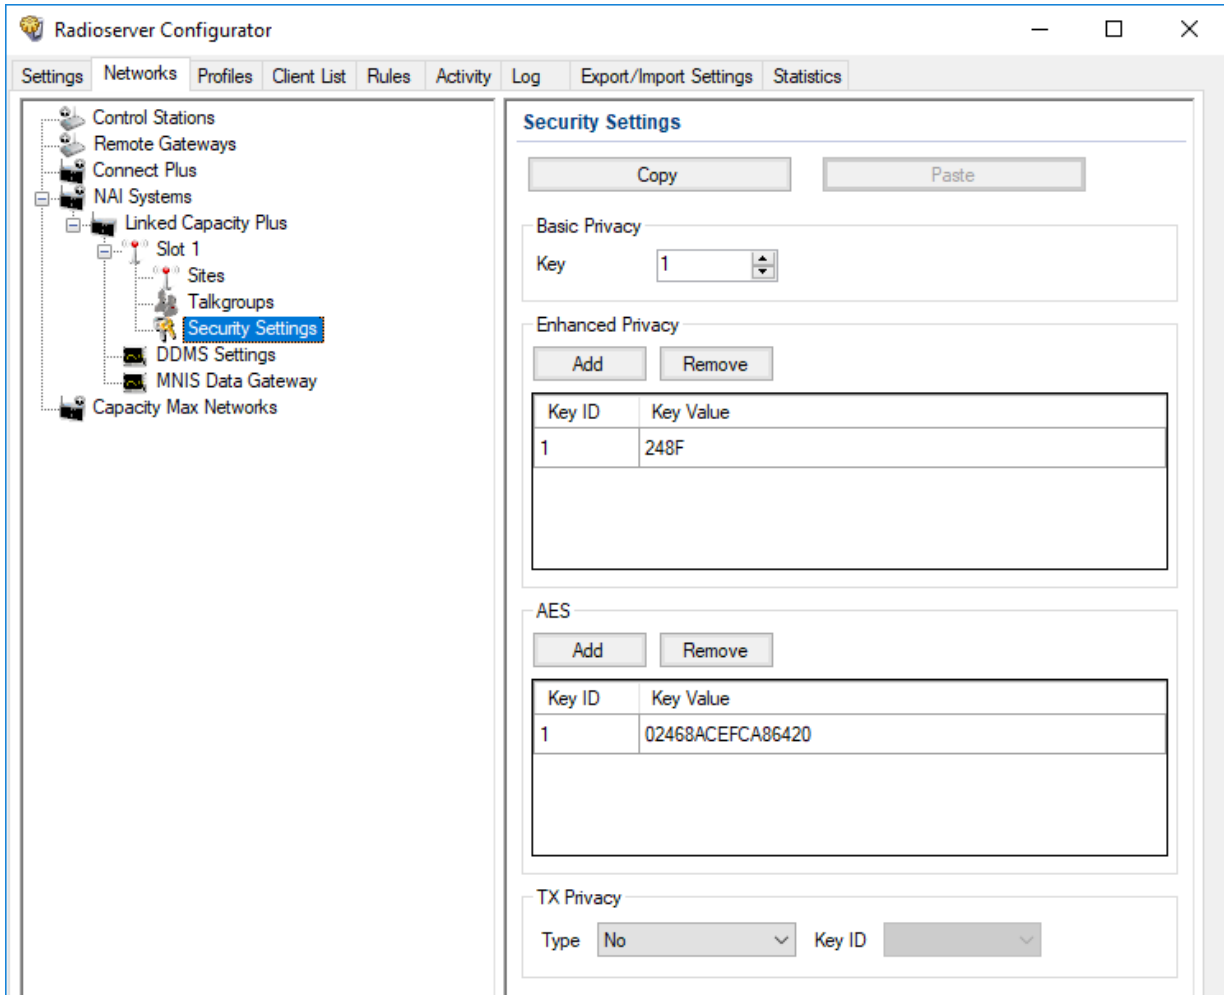 Radioserver Configurator
Settings Networks Profiles Client List Rules Activity Log Export/Import Settings Statistics
Control Stations
Remote Gateways
Connect Plus
NAI Systems
Linked Capacity Plus
Slot 1
Sites
Talkgroups
Security Settings
DDMS Settings
MNIS Data Gateway
Capacity Max Networks
Security Settings
Copy Paste
Basic Privacy
Key 1
Enhanced Privacy
Add Remove
Key ID Key Value
1 248F
AES
Add Remove
Key ID Key Value
1 02468ACEFCA86420
TX Privacy
Type No Key ID